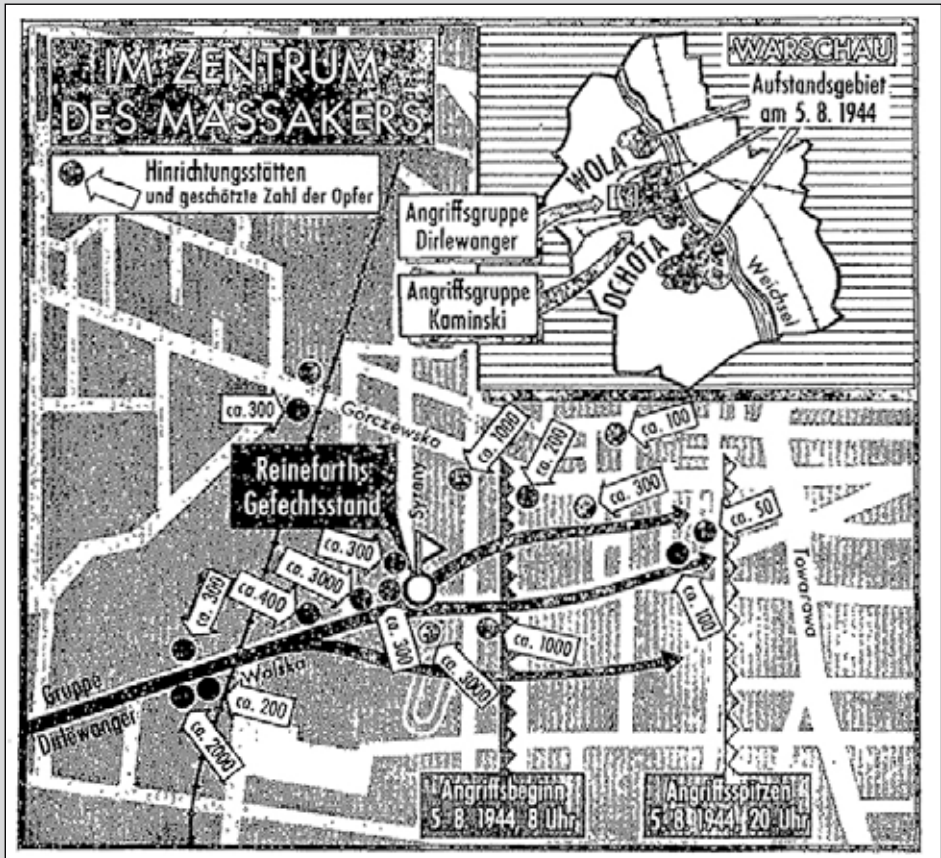 IM ZENTRUM
DES MASSAKERS
Hinrichtungsstätten
und geschötzte Zahl der Opfer
WARSCHAU
Aufstandsgebiet
am 5. 8. 1944
WOLA
OCHOTA
Weichsel
Angriffsgruppe
Dirlewanger
Angriffsgruppe
Kaminski
ca. 300
Górczewska
ca. 1000
ca. 200
ca. 100
ca. 300
ca. 50
Reinefarths
Gefechtsstand
Syreny
ca. 300
ca. 3000
ca. 400
ca. 300
ca. 300
ca. 3000
ca. 1000
ca. 100
Towarowa
Gruppe
Dirlewanger
Wolska
ca. 200
ca. 2000
Angriffsbeginn
5. 8. 1944, 8 Uhr
Angriffsspitzen
5. 8. 1944, 20 Uhr